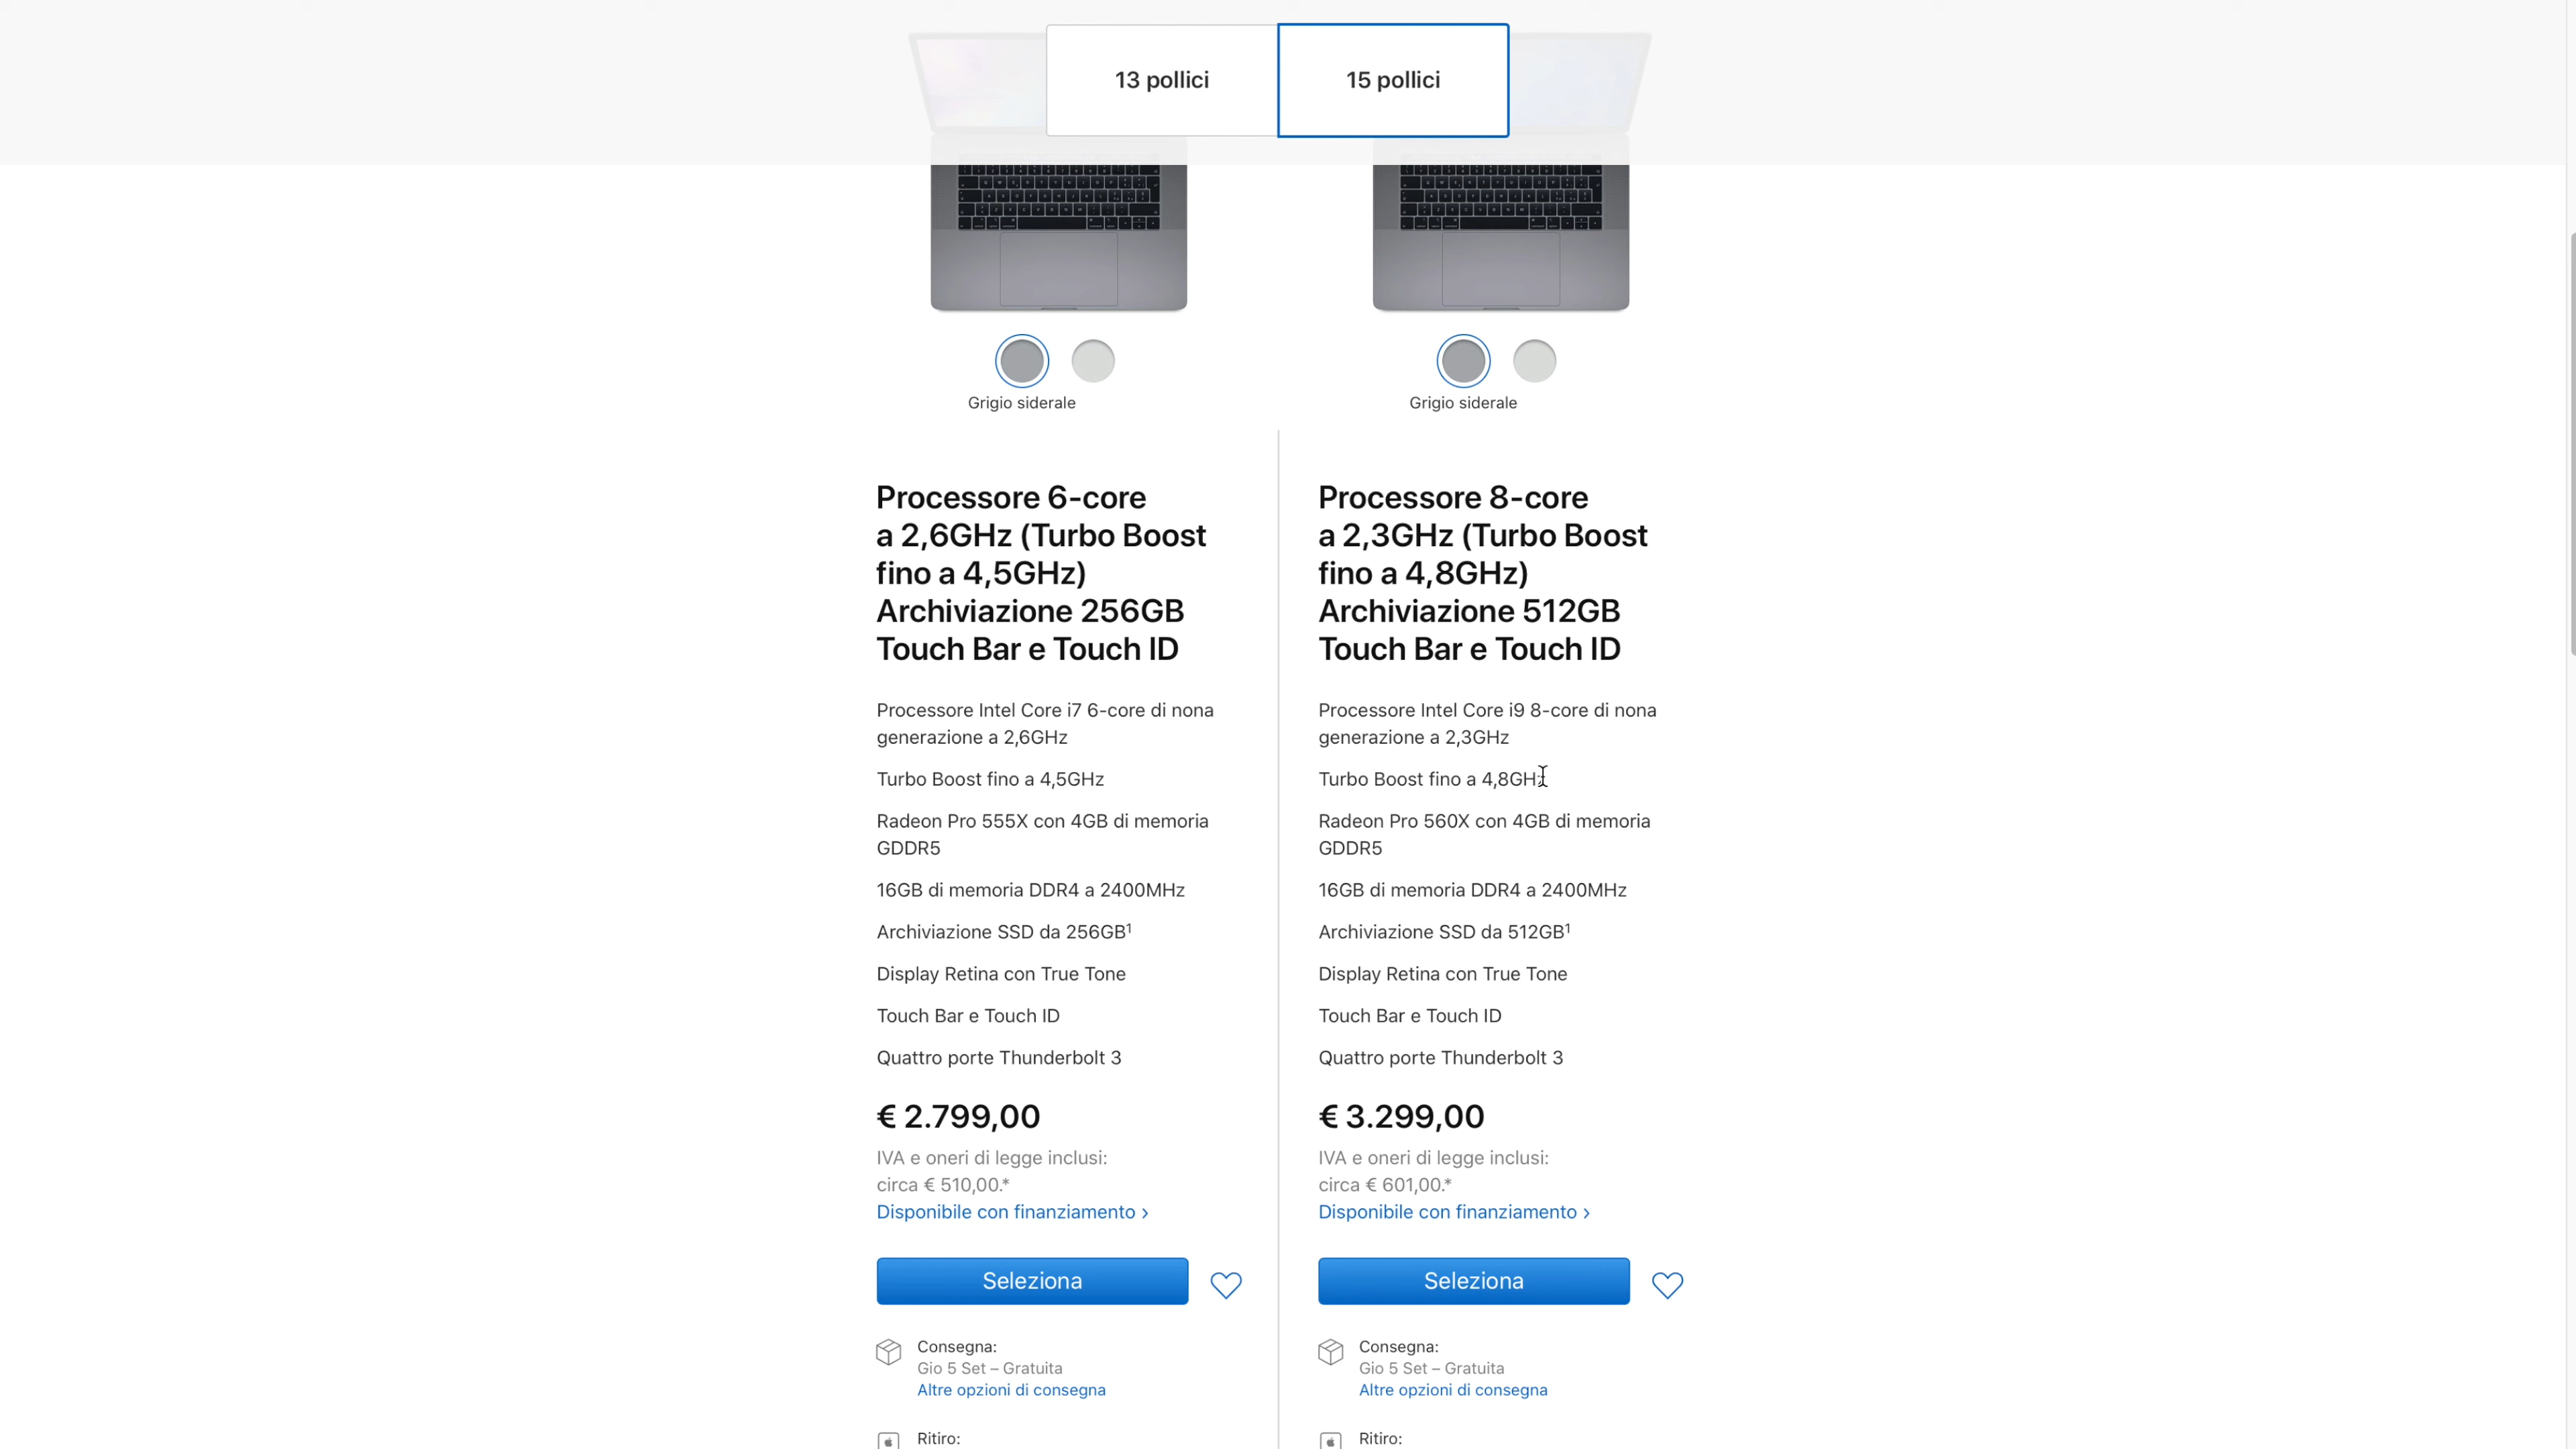 13 pollici
15 pollici
Grigio siderale
Grigio siderale
Processore 6-core
a 2,6GHz (Turbo Boost
fino a 4,5GHz)
Archiviazione 256GB
Touch Bar e Touch ID
Processore Intel Core i7 6-core di nona
generazione a 2,6GHz
Turbo Boost fino a 4,5GHz
Radeon Pro 555X con 4GB di memoria
GDDR5
16GB di memoria DDR4 a 2400MHz
Archiviazione SSD da 256GB¹
Display Retina con True Tone
Touch Bar e Touch ID
Quattro porte Thunderbolt 3
€ 2.799,00
IVA e oneri di legge inclusi:
circa € 510,00.*
Disponibile con finanziamento ›
Seleziona
Consegna:
Gio 5 Set – Gratuita
Altre opzioni di consegna
Ritiro:
Processore 8-core
a 2,3GHz (Turbo Boost
fino a 4,8GHz)
Archiviazione 512GB
Touch Bar e Touch ID
Processore Intel Core i9 8-core di nona
generazione a 2,3GHz
Turbo Boost fino a 4,8GHz
Radeon Pro 560X con 4GB di memoria
GDDR5
16GB di memoria DDR4 a 2400MHz
Archiviazione SSD da 512GB¹
Display Retina con True Tone
Touch Bar e Touch ID
Quattro porte Thunderbolt 3
€ 3.299,00
IVA e oneri di legge inclusi:
circa € 601,00.*
Disponibile con finanziamento ›
Seleziona
Consegna:
Gio 5 Set – Gratuita
Altre opzioni di consegna
Ritiro: